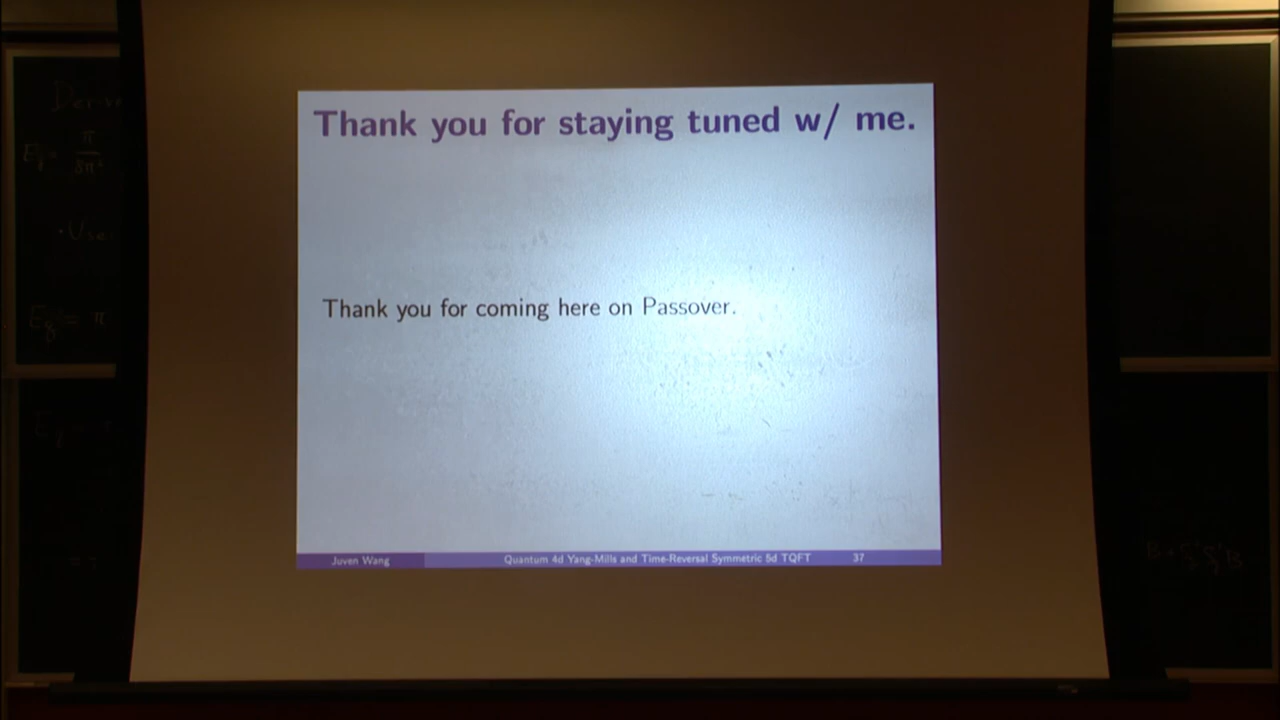 Thank you for staying tuned w/ me.
Thank you for coming here on Passover.
Juven Wang
Quantum 4d Yang-Mills and Time-Reversal Symmetric 5d TQFT
37